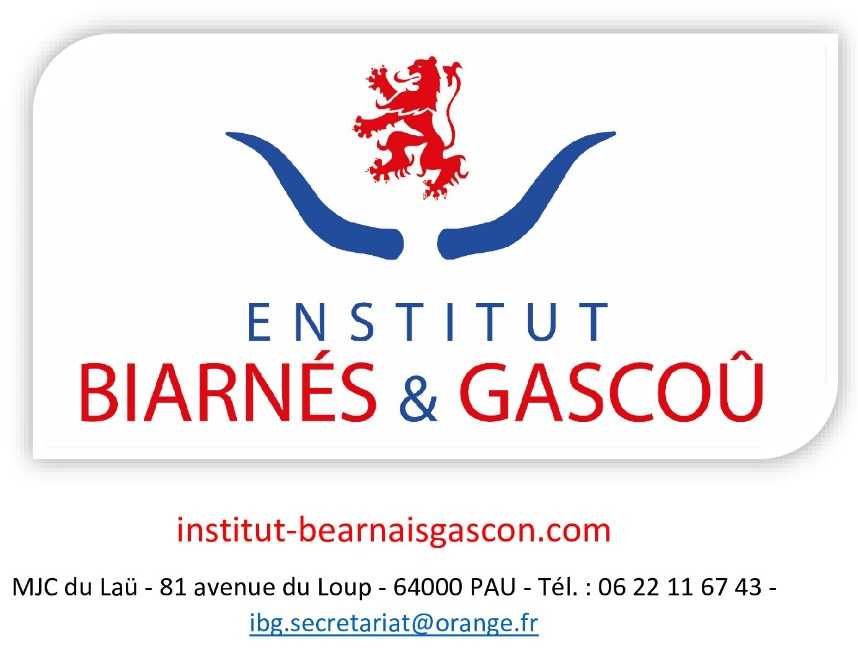 ENSTITUT
BIARNÉS & GASCOÛ
institut-bearnaisgascon.com
MJC du Laü - 81 avenue du Loup - 64000 PAU - Tél. : 06 22 11 67 43 -
ibg.secretariat@orange.fr